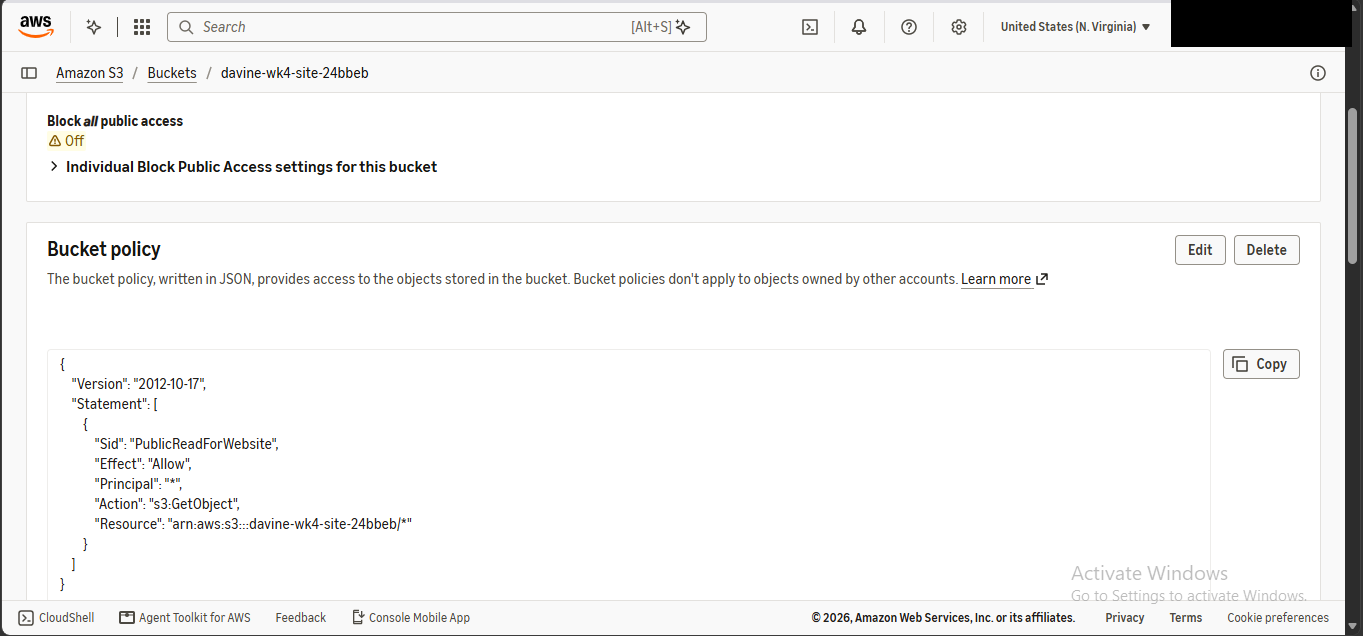 aws
Search
[Alt+S]
United States (N. Virginia)
Amazon S3 / Buckets / davine-wk4-site-24bbeb
Block all public access
Off
Individual Block Public Access settings for this bucket
Bucket policy
Edit
Delete
The bucket policy, written in JSON, provides access to the objects stored in the bucket. Bucket policies don't apply to objects owned by other accounts. Learn more
Copy
{
"Version": "2012-10-17",
"Statement": [
{
"Sid": "PublicReadForWebsite",
"Effect": "Allow",
"Principal": "*",
"Action": "s3:GetObject",
"Resource": "arn:aws:s3:::davine-wk4-site-24bbeb/*"
}
]
}
Activate Windows
Go to Settings to activate Windows.
CloudShell
Agent Toolkit for AWS
Feedback
Console Mobile App
© 2026, Amazon Web Services, Inc. or its affiliates.
Privacy
Terms
Cookie preferences